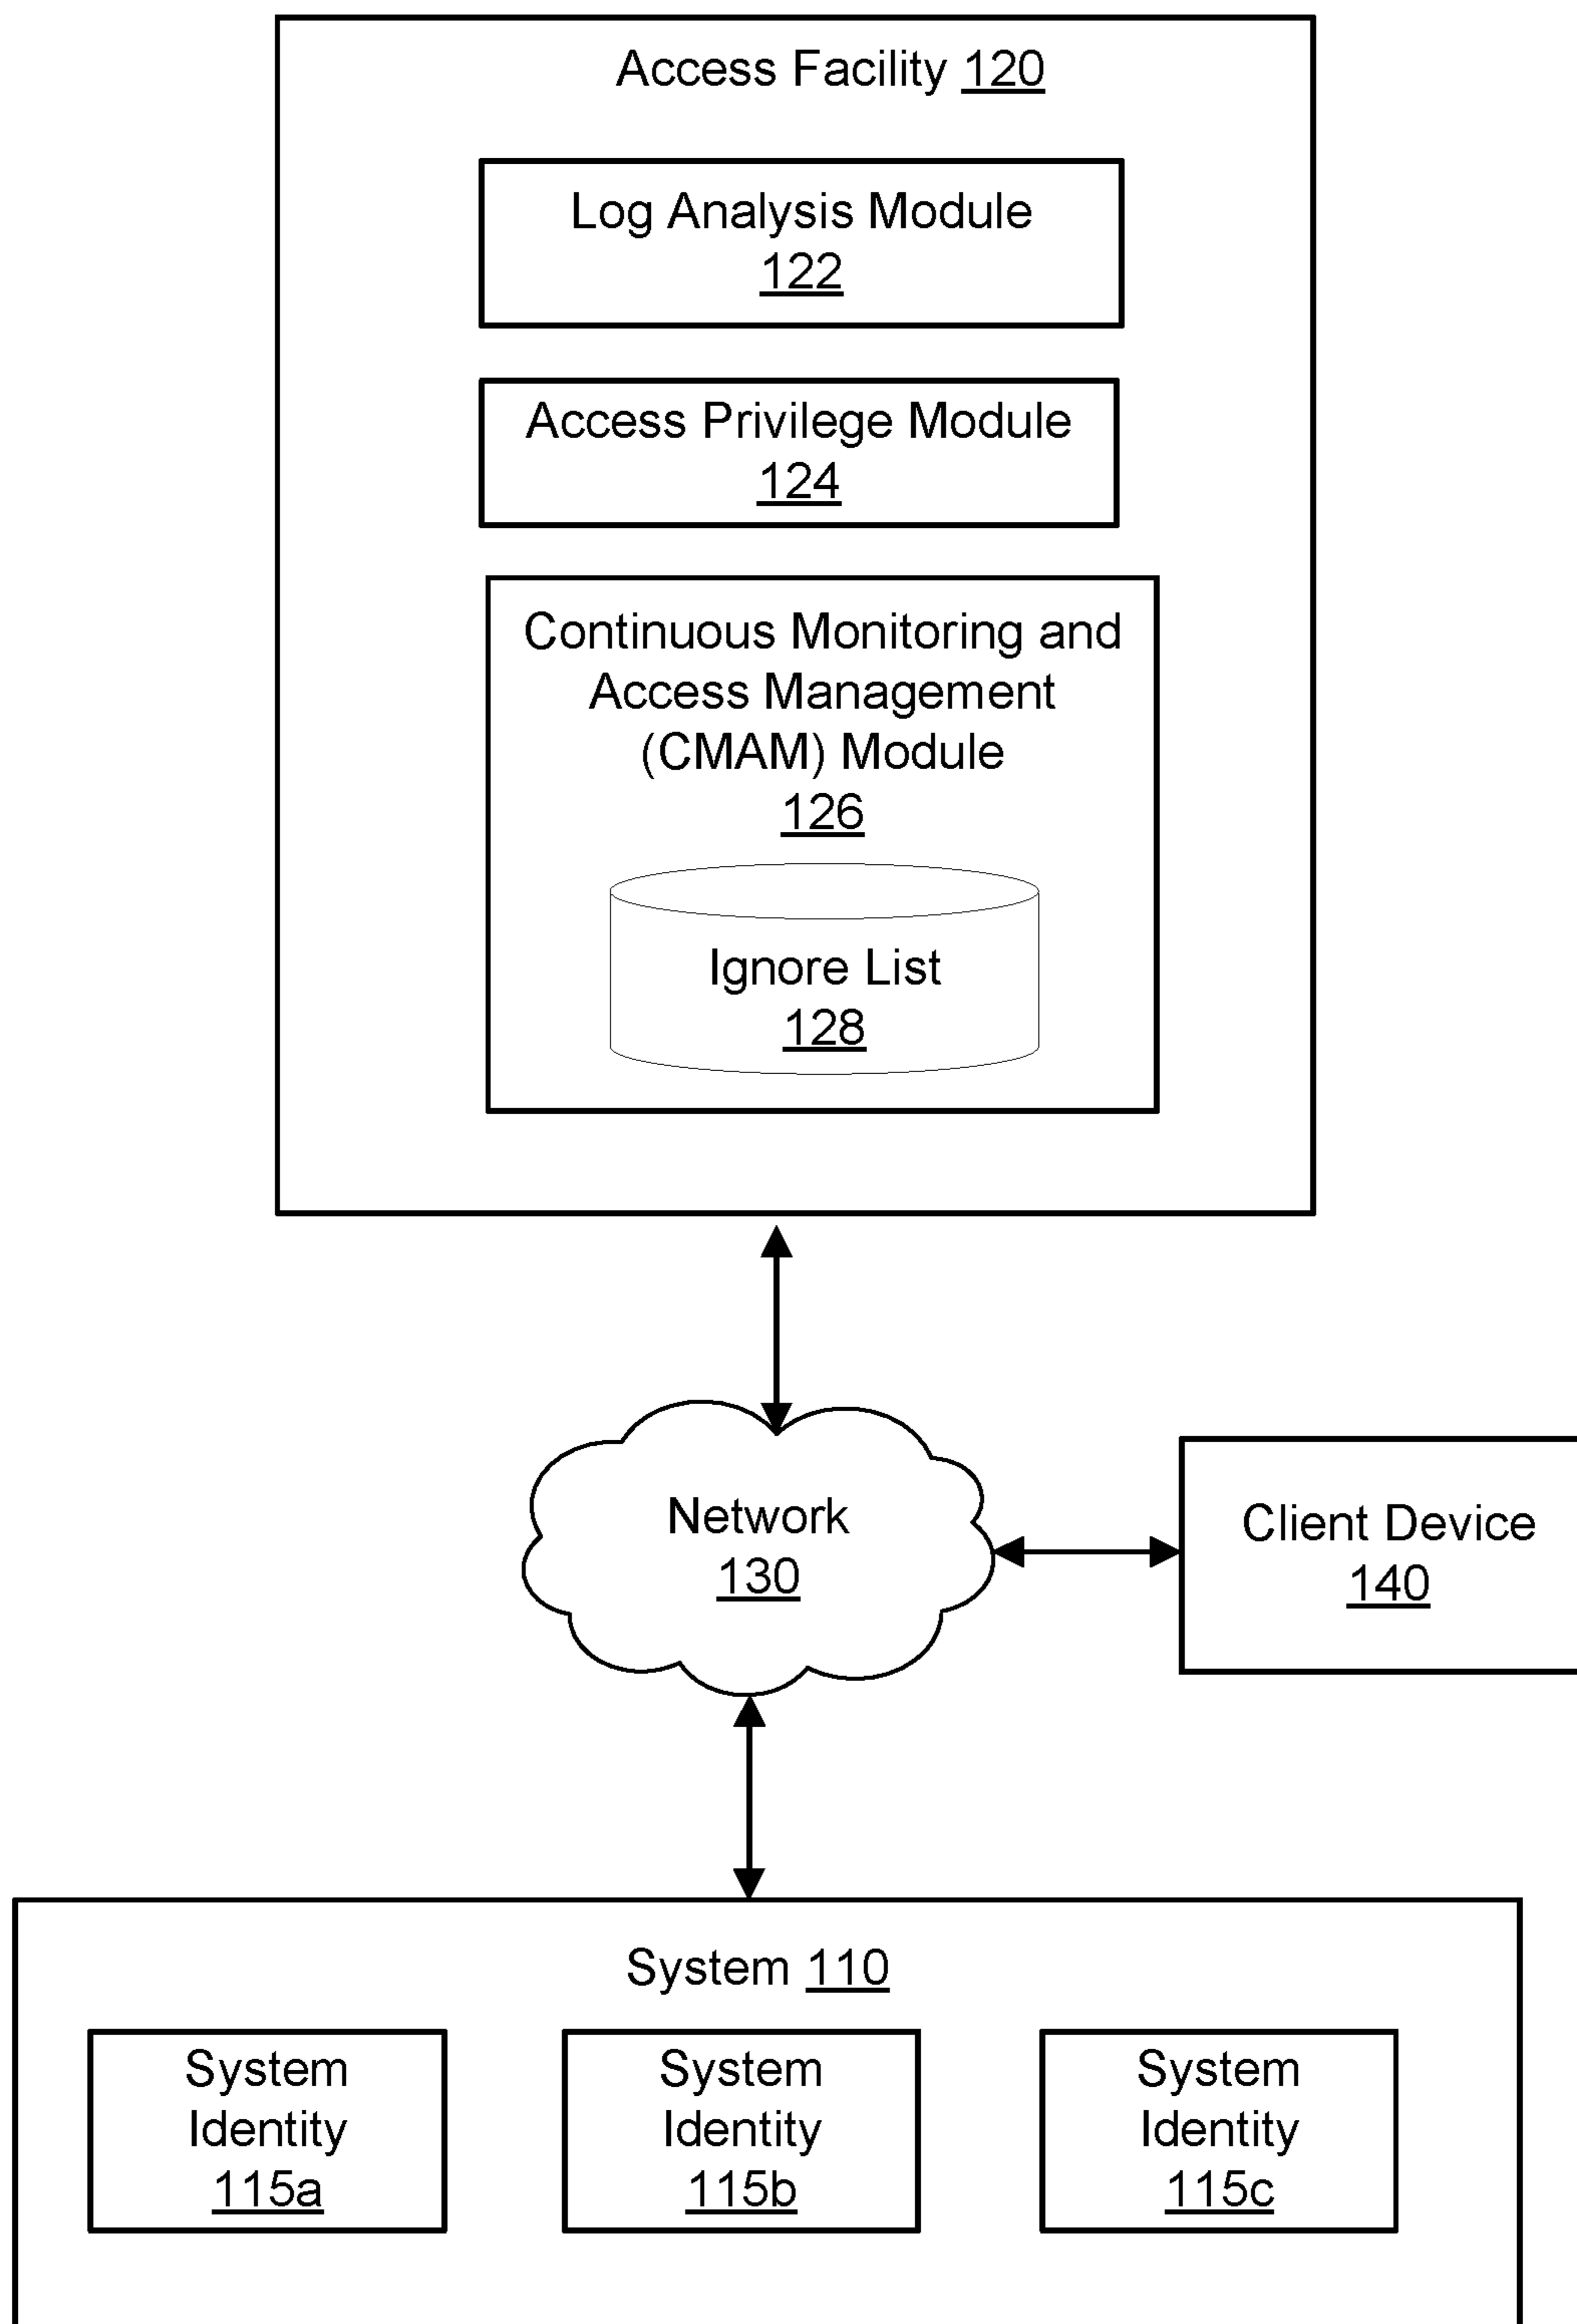 Access Facility 120
Log Analysis Module
122
Access Privilege Module
124
Continuous Monitoring and
Access Management
(CMAM) Module
126
Ignore List
128
Network
130
Client Device
140
System 110
System
Identity
115a
System
Identity
115b
System
Identity
115c